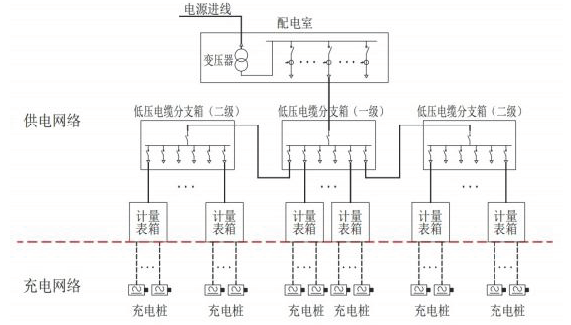 电源进线
配电室
变压器
低压电缆分支箱（二级）
低压电缆分支箱（一级）
低压电缆分支箱（二级）
供电网络
计量
表箱
计量
表箱
计量
表箱
计量
表箱
计量
表箱
计量
表箱
充电网络
充电桩
充电桩
充电桩
充电桩
充电桩
充电桩